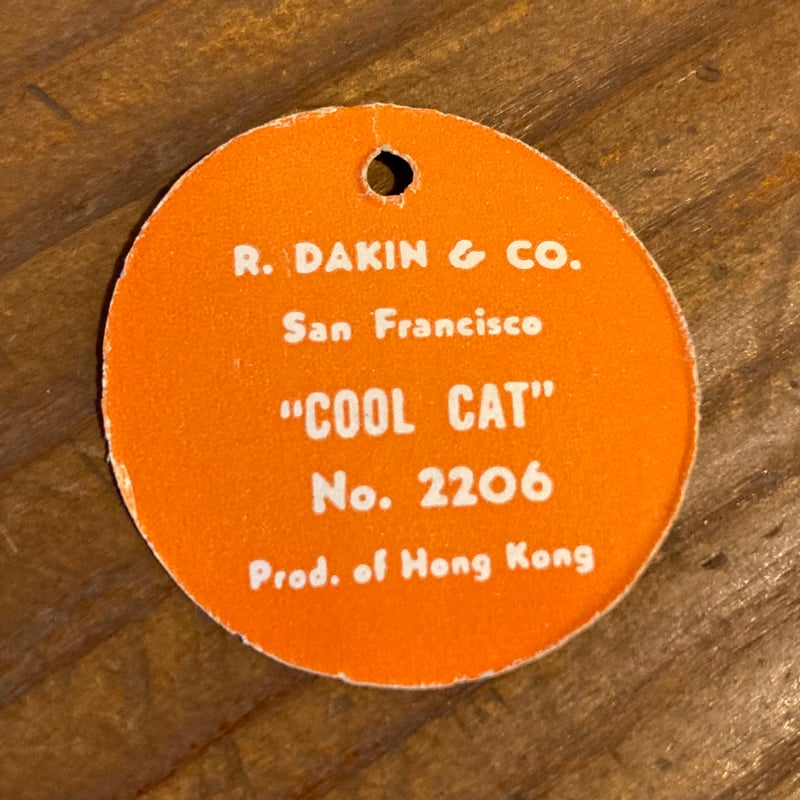 R. DAKIN & CO.
San Francisco
“COOL CAT”
No. 2206
Prod. of Hong Kong